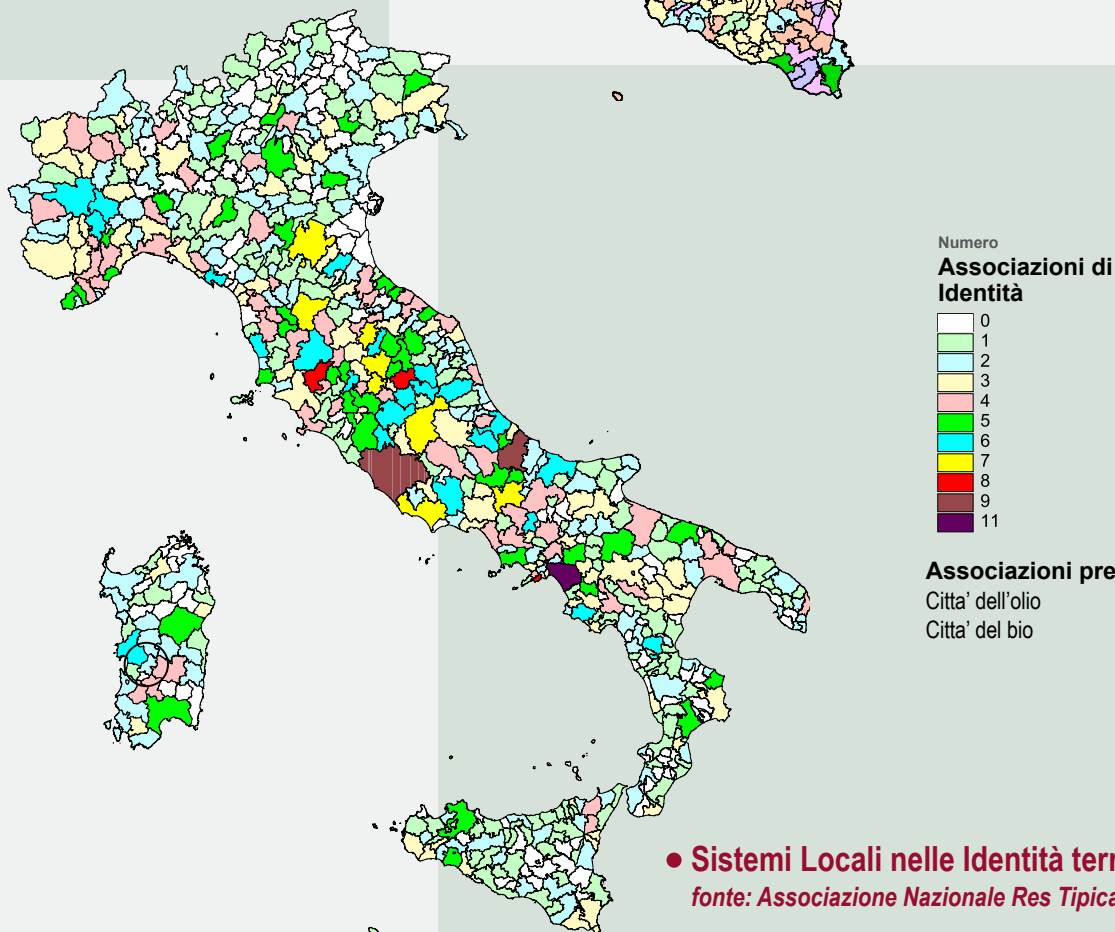 Numero
Associazioni di
Identità
0
1
2
3
4
5
6
7
8
9
11
Associazioni pre
Citta' dell'olio
Citta' del bio
• Sistemi Locali nelle Identità terr
fonte: Associazione Nazionale Res Tipica